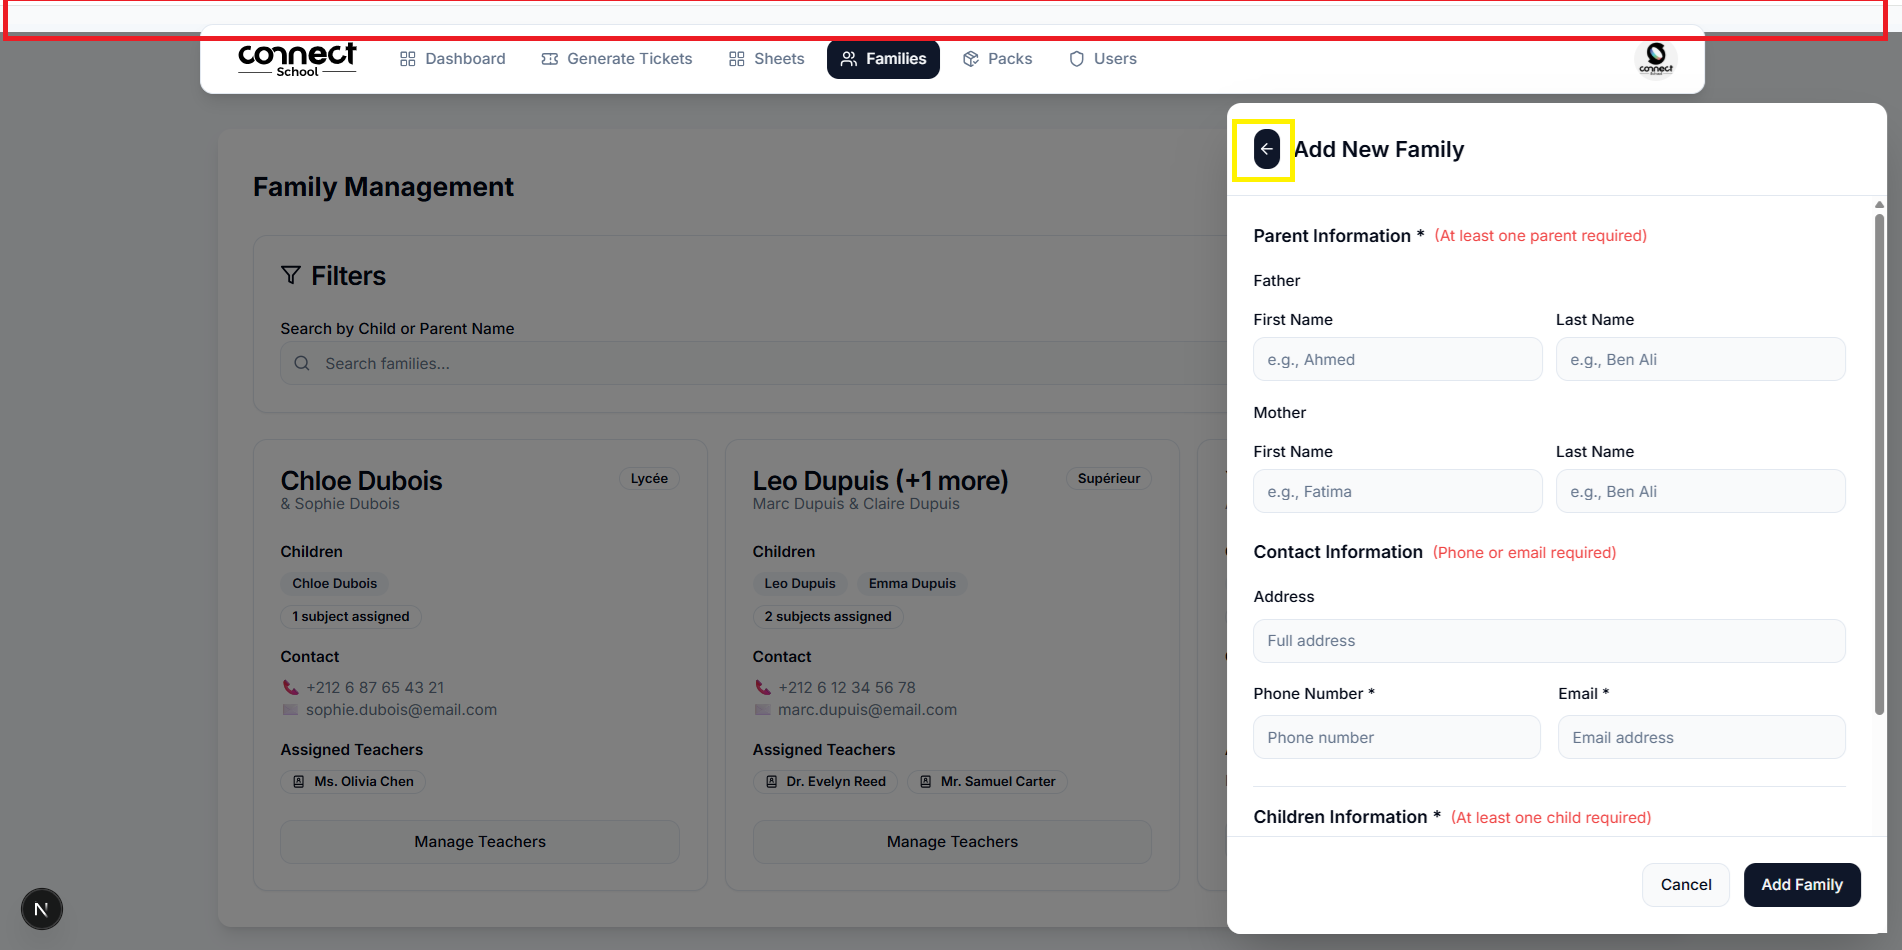 connect
School
Dashboard
Generate Tickets
Sheets
Families
Packs
Users
connect
School
Family Management
Filters
Search by Child or Parent Name
Search families...
Chloe Dubois
Lycée
& Sophie Dubois
Children
Chloe Dubois
1 subject assigned
Contact
+212 6 87 65 43 21
sophie.dubois@email.com
Assigned Teachers
Ms. Olivia Chen
Manage Teachers
Leo Dupuis (+1 more)
Supérieur
Marc Dupuis & Claire Dupuis
Children
Leo Dupuis Emma Dupuis
2 subjects assigned
Contact
+212 6 12 34 56 78
marc.dupuis@email.com
Assigned Teachers
Dr. Evelyn Reed Mr. Samuel Carter
Manage Teachers
Add New Family
Parent Information * (At least one parent required)
Father
First Name Last Name
e.g., Ahmed e.g., Ben Ali
Mother
First Name Last Name
e.g., Fatima e.g., Ben Ali
Contact Information (Phone or email required)
Address
Full address
Phone Number * Email *
Phone number Email address
Children Information * (At least one child required)
Cancel Add Family
N